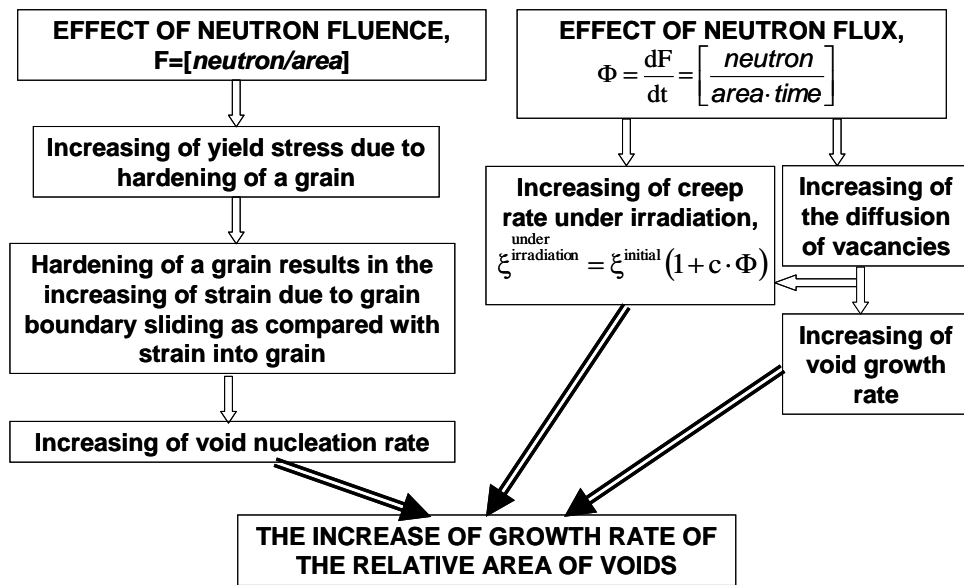 EFFECT OF NEUTRON FLUENCE,
F=[neutron/area]
Increasing of yield stress due to
hardening of a grain
Hardening of a grain results in the
increasing of strain due to grain
boundary sliding as compared with
strain into grain
Increasing of void nucleation rate
EFFECT OF NEUTRON FLUX,
Φ = dF/dt = [neutron/area·time]
Increasing of creep
rate under irradiation,
ξ^under irradiation = ξ^initial (1 + c · Φ)
Increasing of
the diffusion
of vacancies
Increasing of
void growth
rate
THE INCREASE OF GROWTH RATE OF
THE RELATIVE AREA OF VOIDS